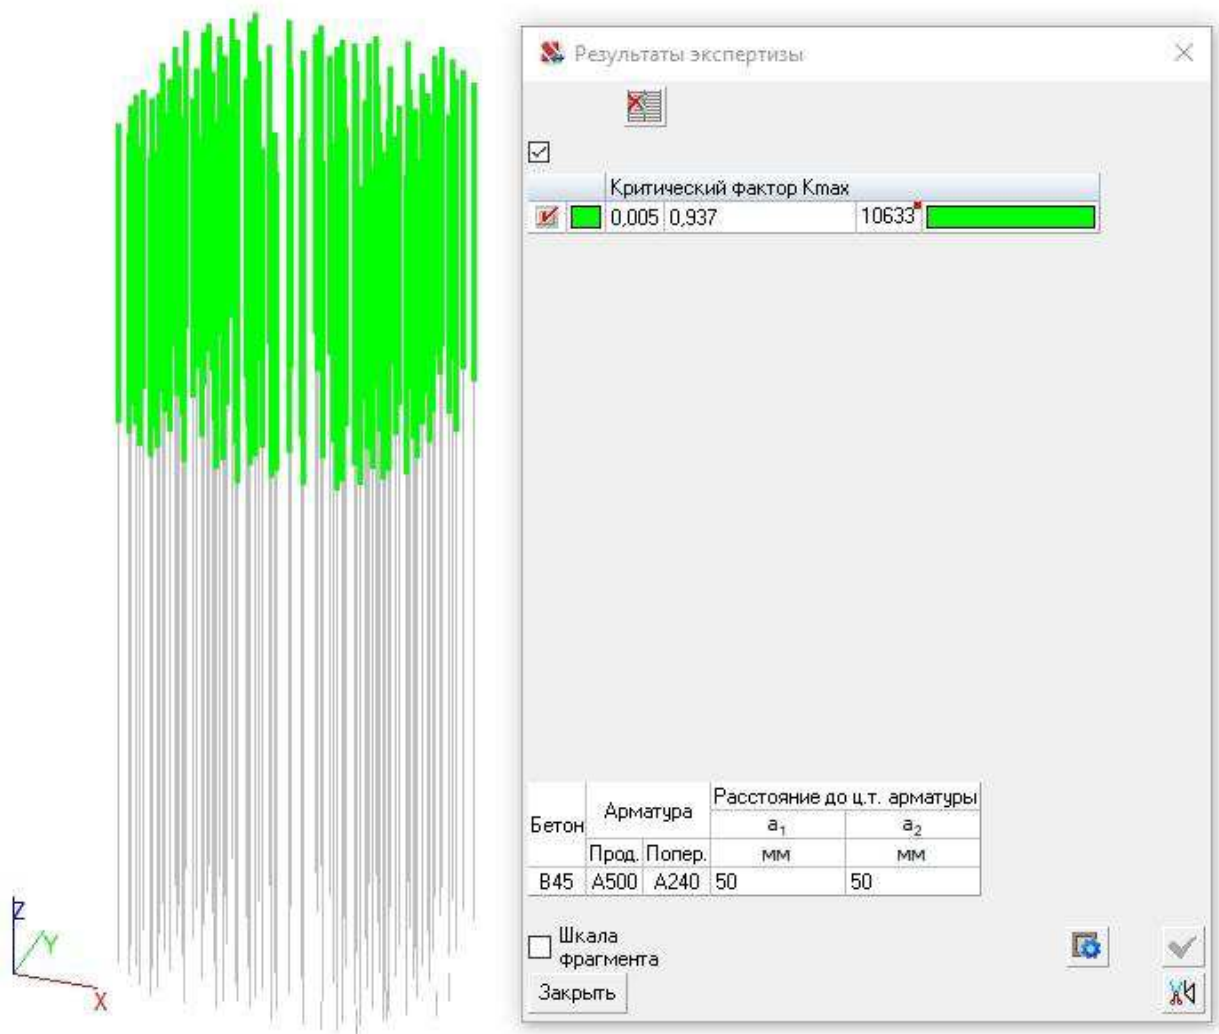 Результаты экспертизы
Критический фактор Kmax
0,005 0,937 10633
Расстояние до ц.т. арматуры
Бетон Арматура a1 a2
Прод. Попер. мм мм
B45 A500 A240 50 50
Z
Y
X
Шкала
фрагмента
Закрыть